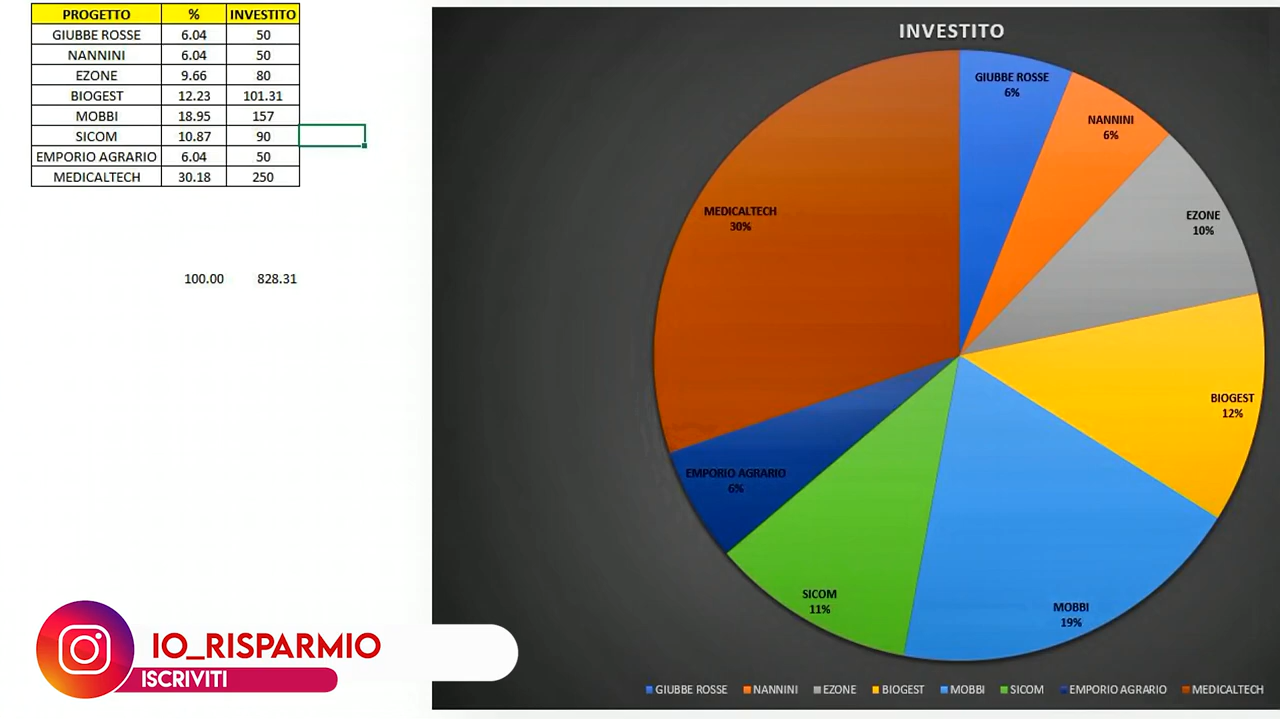 PROGETTO % INVESTITO
GIUBBE ROSSE 6.04 50
NANNINI 6.04 50
EZONE 9.66 80
BIOGEST 12.23 101.31
MOBBI 18.95 157
SICOM 10.87 90
EMPORIO AGRARIO 6.04 50
MEDICALTECH 30.18 250
100.00 828.31
INVESTITO
GIUBBE ROSSE
6%
NANNINI
6%
EZONE
10%
BIOGEST
12%
MOBBI
19%
SICOM
11%
EMPORIO AGRARIO
6%
MEDICALTECH
30%
GIUBBE ROSSE NANNINI EZONE BIOGEST MOBBI SICOM EMPORIO AGRARIO MEDICALTECH
IO_RISPARMIO
ISCRIVITI